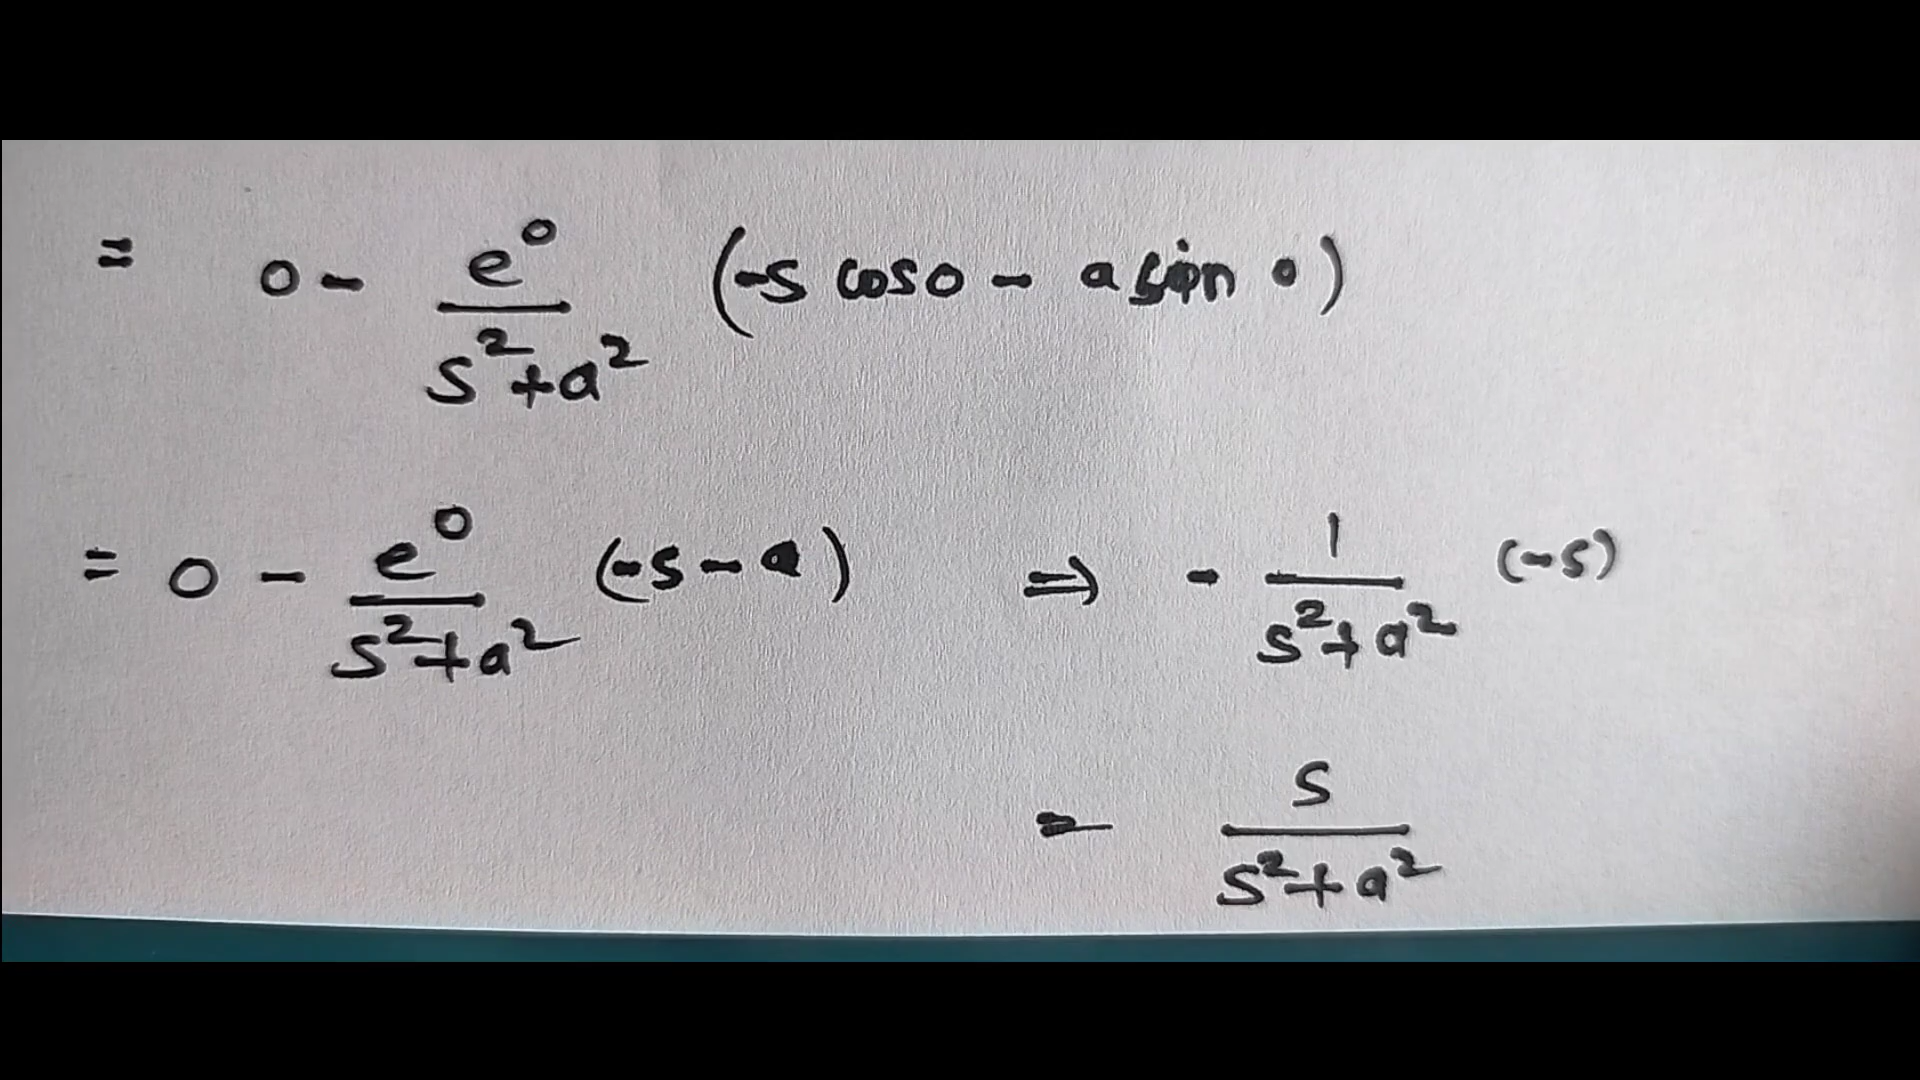 = 0 - e⁰/(s²+a²) (-s cos0 - a sin 0)
= 0 - e⁰/(s²+a²) (-s - a) ⇒ - 1/(s²+a²) (-s)
= s/(s²+a²)